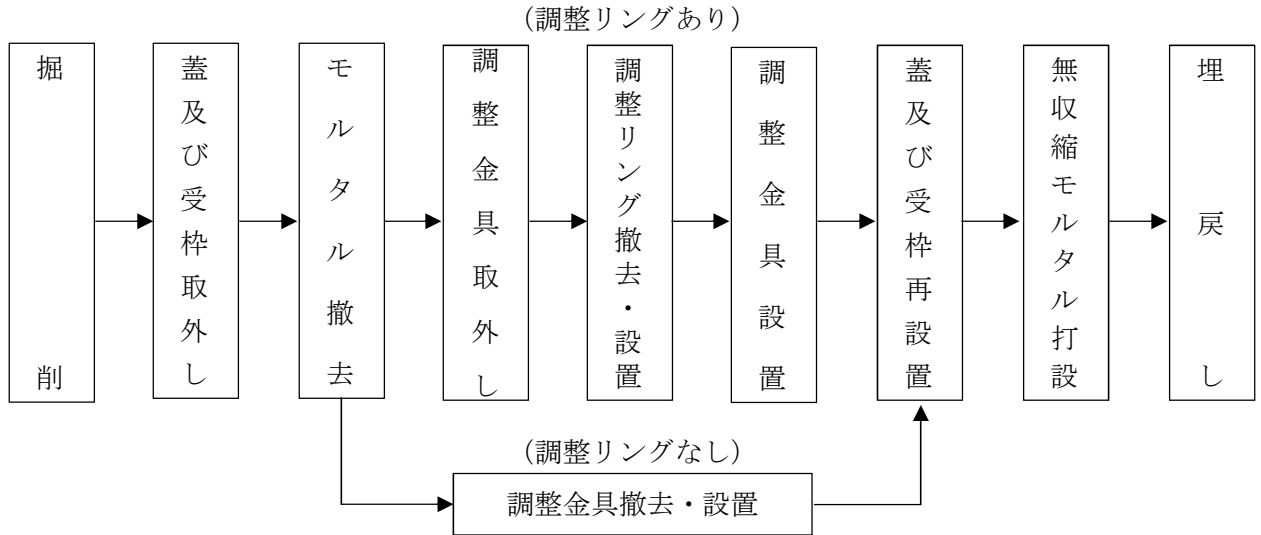 (調整リングあり)
掘削
蓋及び受枠取外し
モルタル撤去
調整金具取外し
調整リング撤去・設置
調整金具設置
蓋及び受枠再設置
無収縮モルタル打設
埋戻し
(調整リングなし)
調整金具撤去・設置